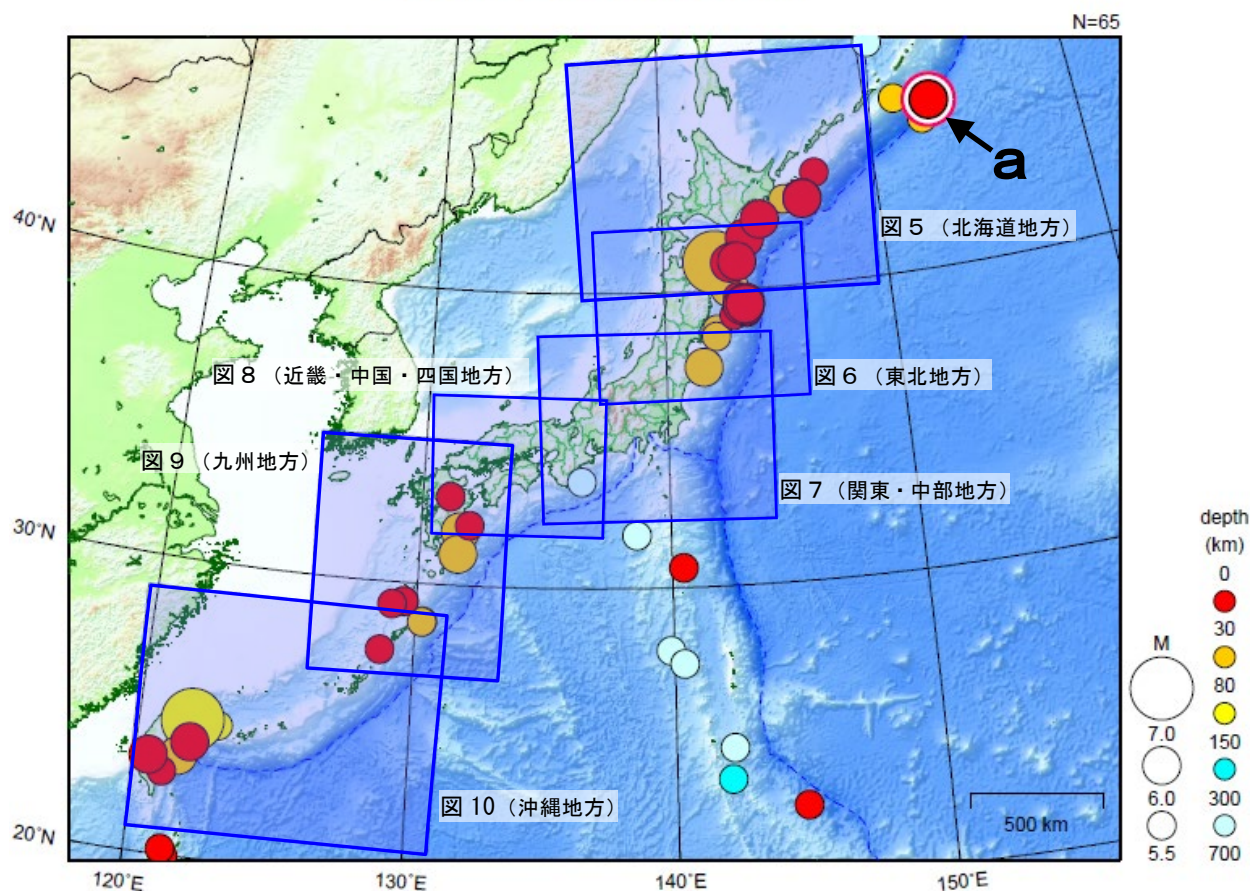 N=65
a
図５（北海道地方）
40˚N
図８（近畿・中国・四国地方）
図６（東北地方）
図９（九州地方）
図７（関東・中部地方）
30˚N
depth
(km)
0
30
M
80
7.0
150
6.0
300
5.5
700
図 10（沖縄地方）
500 km
20˚N
120˚E
130˚E
140˚E
150˚E